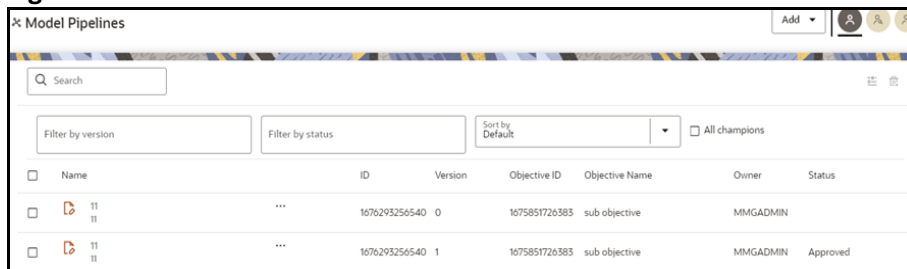 Model Pipelines
Add
Search
Filter by version
Filter by status
Sort by
Default
All champions
Name ID Version Objective ID Objective Name Owner Status
11 ... 1676293256540 0 1675851726383 sub objective MMGADMIN
11
11 ... 1676293256540 1 1675851726383 sub objective MMGADMIN Approved
11